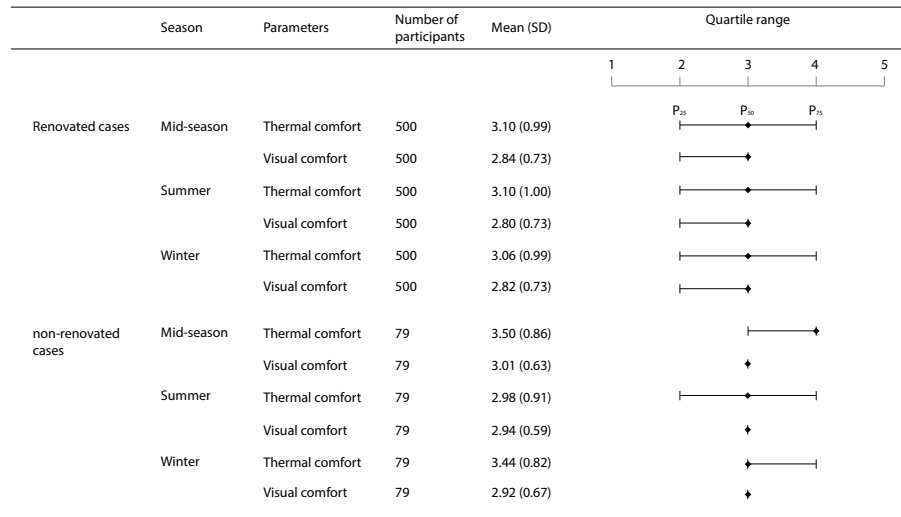 Season Parameters Number of participants Mean (SD) Quartile range
1 2 3 4 5
P25 P50 P75
Renovated cases Mid-season Thermal comfort 500 3.10 (0.99)
Visual comfort 500 2.84 (0.73)
Summer Thermal comfort 500 3.10 (1.00)
Visual comfort 500 2.80 (0.73)
Winter Thermal comfort 500 3.06 (0.99)
Visual comfort 500 2.82 (0.73)
non-renovated cases Mid-season Thermal comfort 79 3.50 (0.86)
Visual comfort 79 3.01 (0.63)
Summer Thermal comfort 79 2.98 (0.91)
Visual comfort 79 2.94 (0.59)
Winter Thermal comfort 79 3.44 (0.82)
Visual comfort 79 2.92 (0.67)